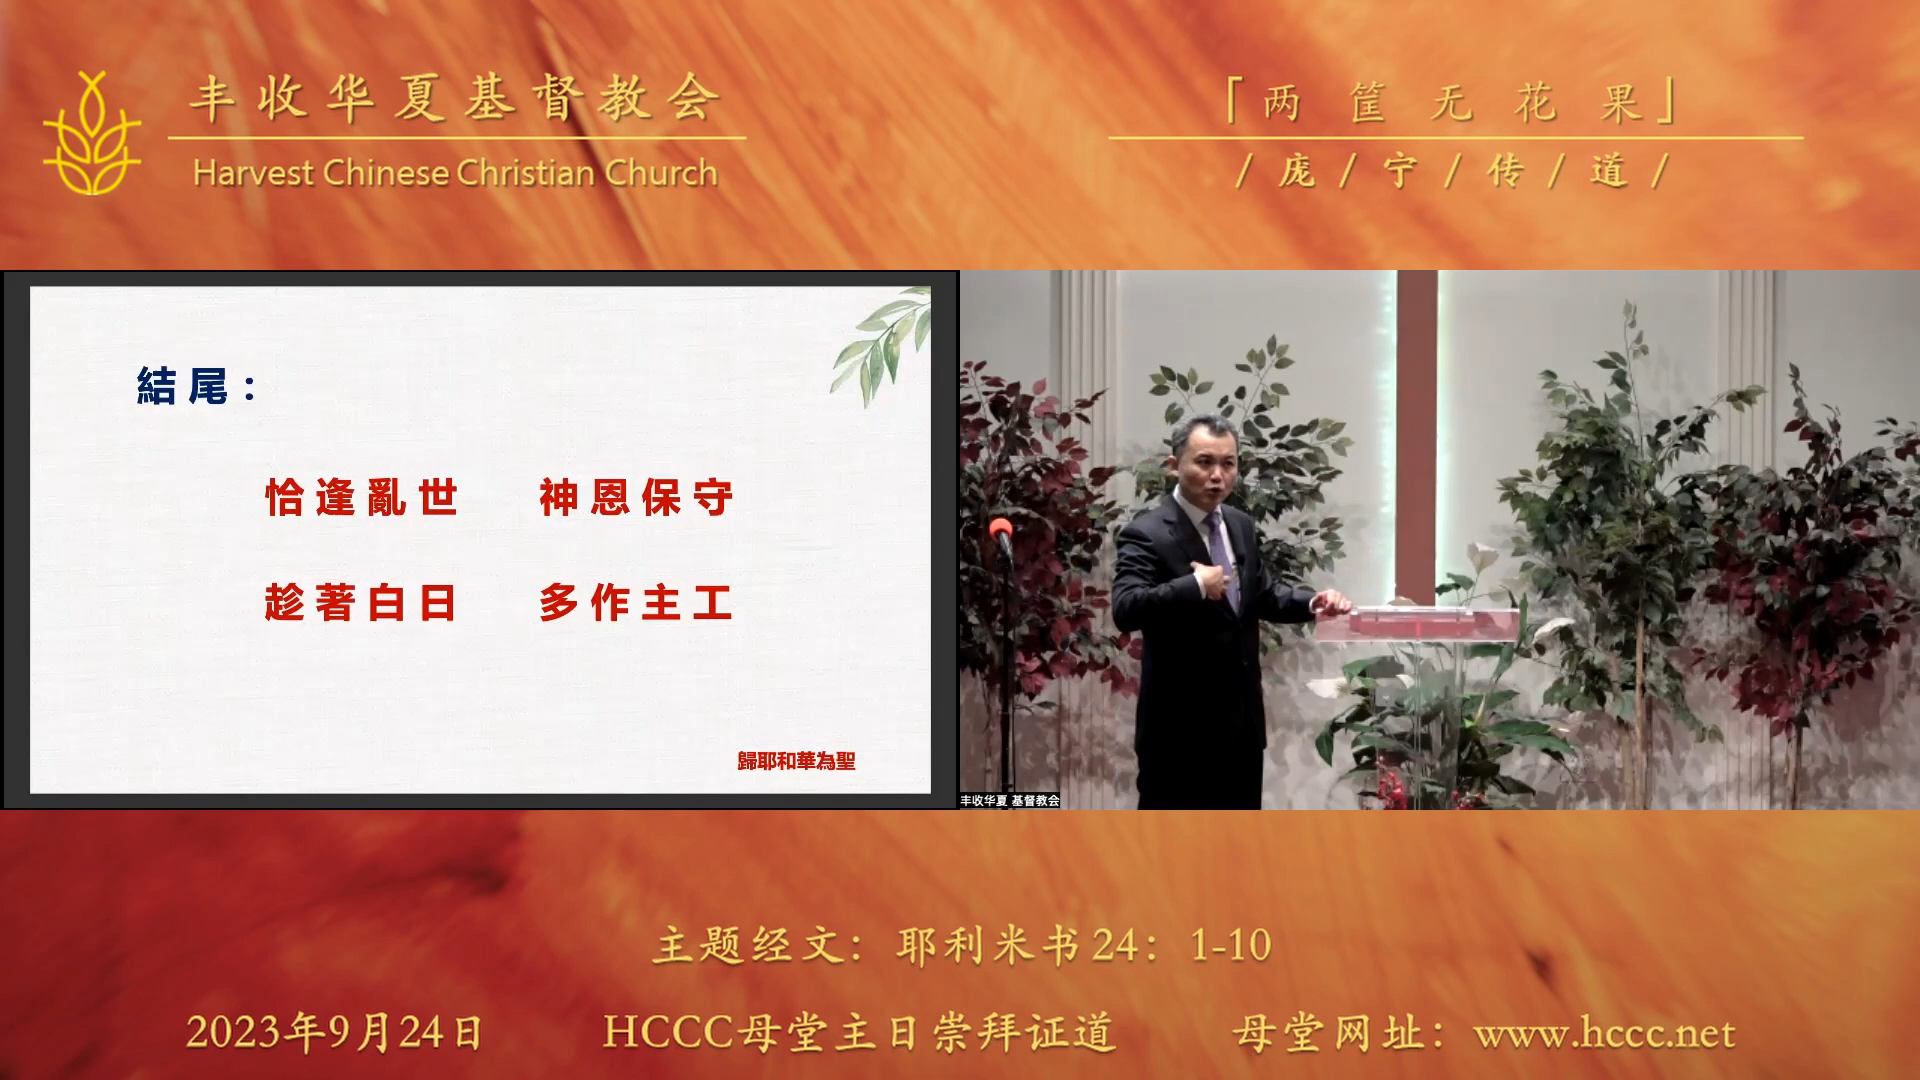 丰收华夏基督教会
Harvest Chinese Christian Church
「两筐无花果」
/ 庞 / 宁 / 传 / 道 /
結尾：
恰逢亂世 神恩保守
趁著白日 多作主工
歸耶和華為聖
丰收华夏 基督教会
主题经文：耶利米书 24：1-10
2023年9月24日 HCCC母堂主日崇拜证道 母堂网址：www.hccc.net